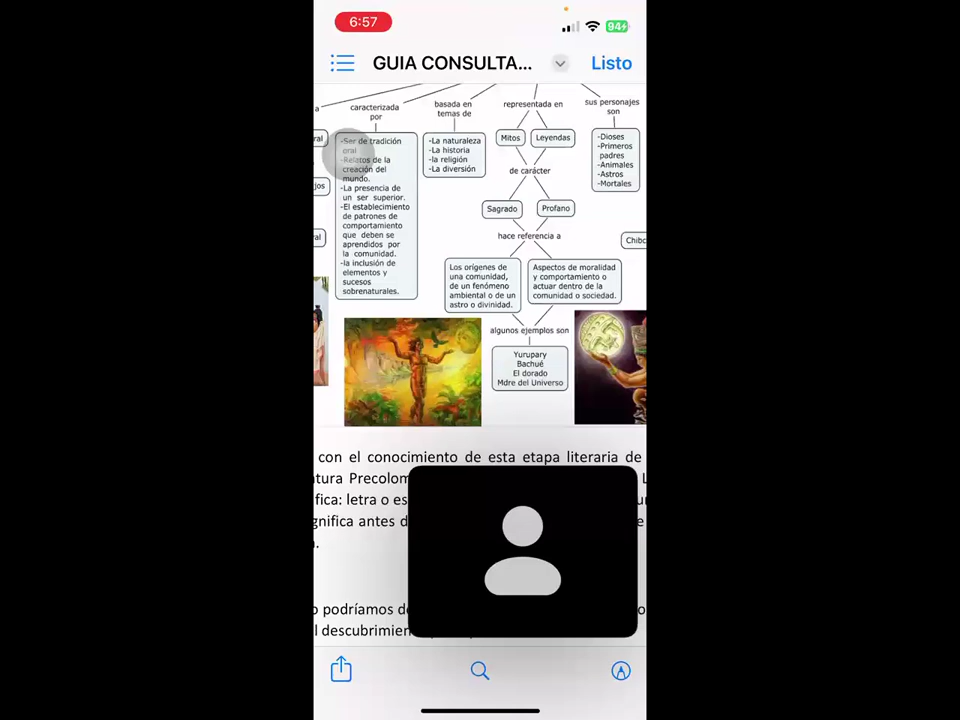 6:57
94
GUIA CONSULTA...
Listo
a
caracterizada
por
basada en
temas de
representada en
sus personajes
son
-Ser de tradición
oral
-Relatos de la
creación del
mundo.
-La presencia de
un ser superior.
-El establecimiento
de patrones de
comportamiento
que deben se
aprendidos por
la comunidad.
-la inclusión de
elementos y
sucesos
sobrenaturales.
-La naturaleza
-La historia
-la religión
-La diversión
Mitos
Leyendas
-Dioses
-Primeros
padres
-Animales
-Astros
-Mortales
de carácter
Sagrado
Profano
hace referencia a
Chibc
Los orígenes de
una comunidad,
de un fenómeno
ambiental o de un
astro o divinidad.
Aspectos de moralidad
y comportamiento o
actuar dentro de la
comunidad o sociedad.
algunos ejemplos son
Yurupary
Bachué
El dorado
Mdre del Universo
con el conocimiento de esta etapa literaria de
tura Precolom
fica: letra o es
gnifica antes d
o podríamos de
l descubrimien